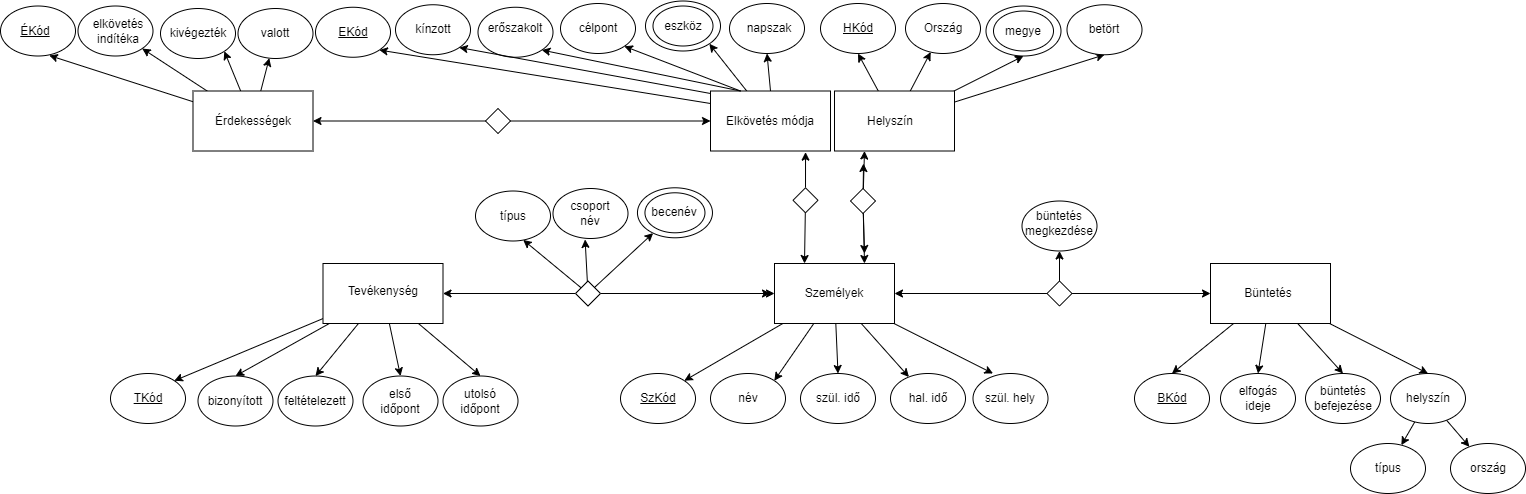 ÉKód
elkövetés
indítéka
kivégezték
valott
EKód
kínzott
erőszakolt
célpont
eszköz
napszak
HKód
Ország
megye
betört
Érdekességek
Elkövetés módja
Helyszín
típus
csoport
név
becenév
büntetés
megkezdése
Tevékenység
Személyek
Büntetés
TKód
bizonyított
feltételezett
első
időpont
utolsó
időpont
SzKód
név
szül. idő
hal. idő
szül. hely
BKód
elfogás
ideje
büntetés
befejezése
helyszín
típus
ország